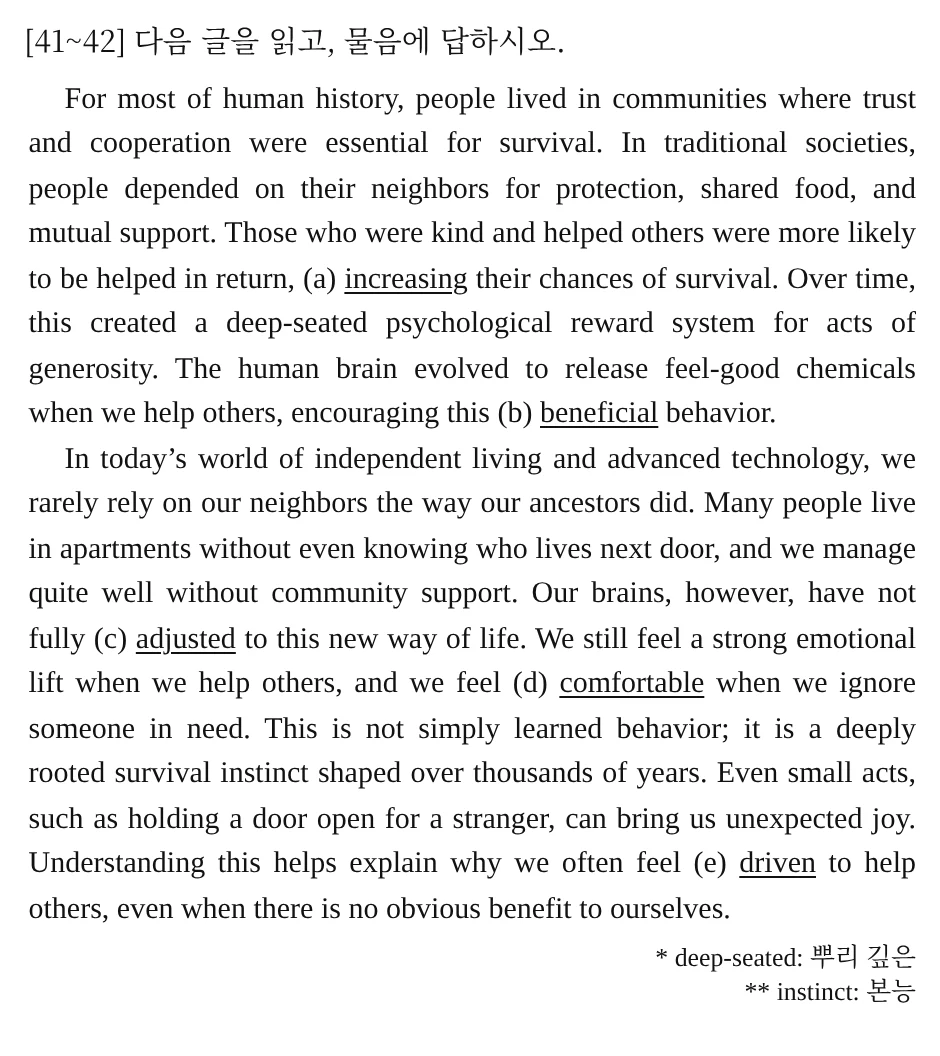 [41~42] 다음 글을 읽고, 물음에 답하시오.
For most of human history, people lived in communities where trust
and cooperation were essential for survival. In traditional societies,
people depended on their neighbors for protection, shared food, and
mutual support. Those who were kind and helped others were more likely
to be helped in return, (a) increasing their chances of survival. Over time,
this created a deep-seated psychological reward system for acts of
generosity. The human brain evolved to release feel-good chemicals
when we help others, encouraging this (b) beneficial behavior.
In today’s world of independent living and advanced technology, we
rarely rely on our neighbors the way our ancestors did. Many people live
in apartments without even knowing who lives next door, and we manage
quite well without community support. Our brains, however, have not
fully (c) adjusted to this new way of life. We still feel a strong emotional
lift when we help others, and we feel (d) comfortable when we ignore
someone in need. This is not simply learned behavior; it is a deeply
rooted survival instinct shaped over thousands of years. Even small acts,
such as holding a door open for a stranger, can bring us unexpected joy.
Understanding this helps explain why we often feel (e) driven to help
others, even when there is no obvious benefit to ourselves.
* deep-seated: 뿌리 깊은
** instinct: 본능